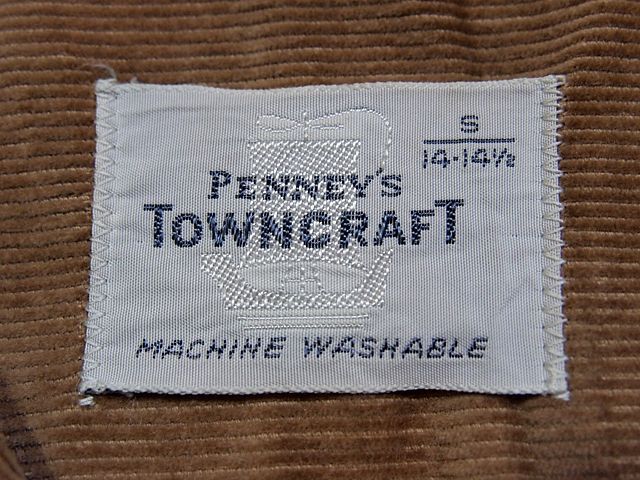 S
14-14½
PENNEY'S
TOWNCRAFT
MACHINE WASHABLE